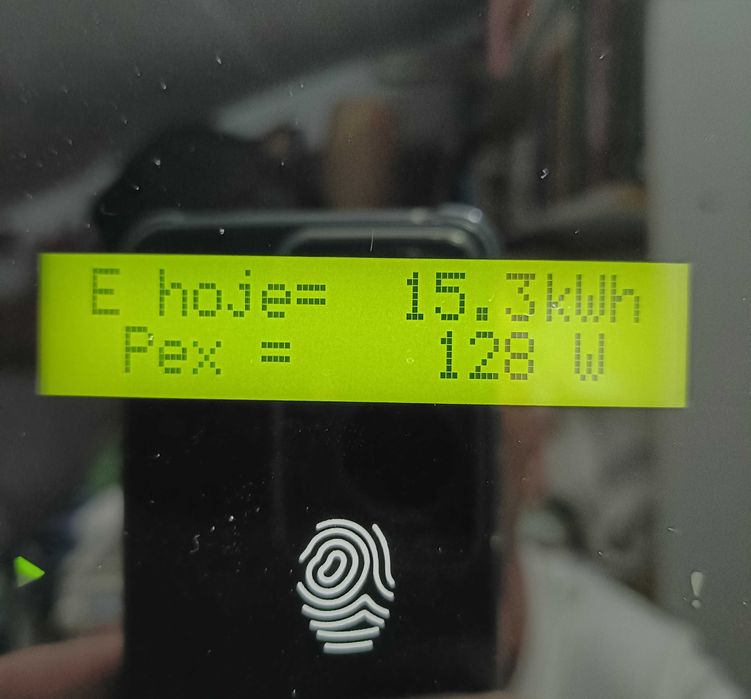 E hoje= 15.3kWh
Pex = 128 W